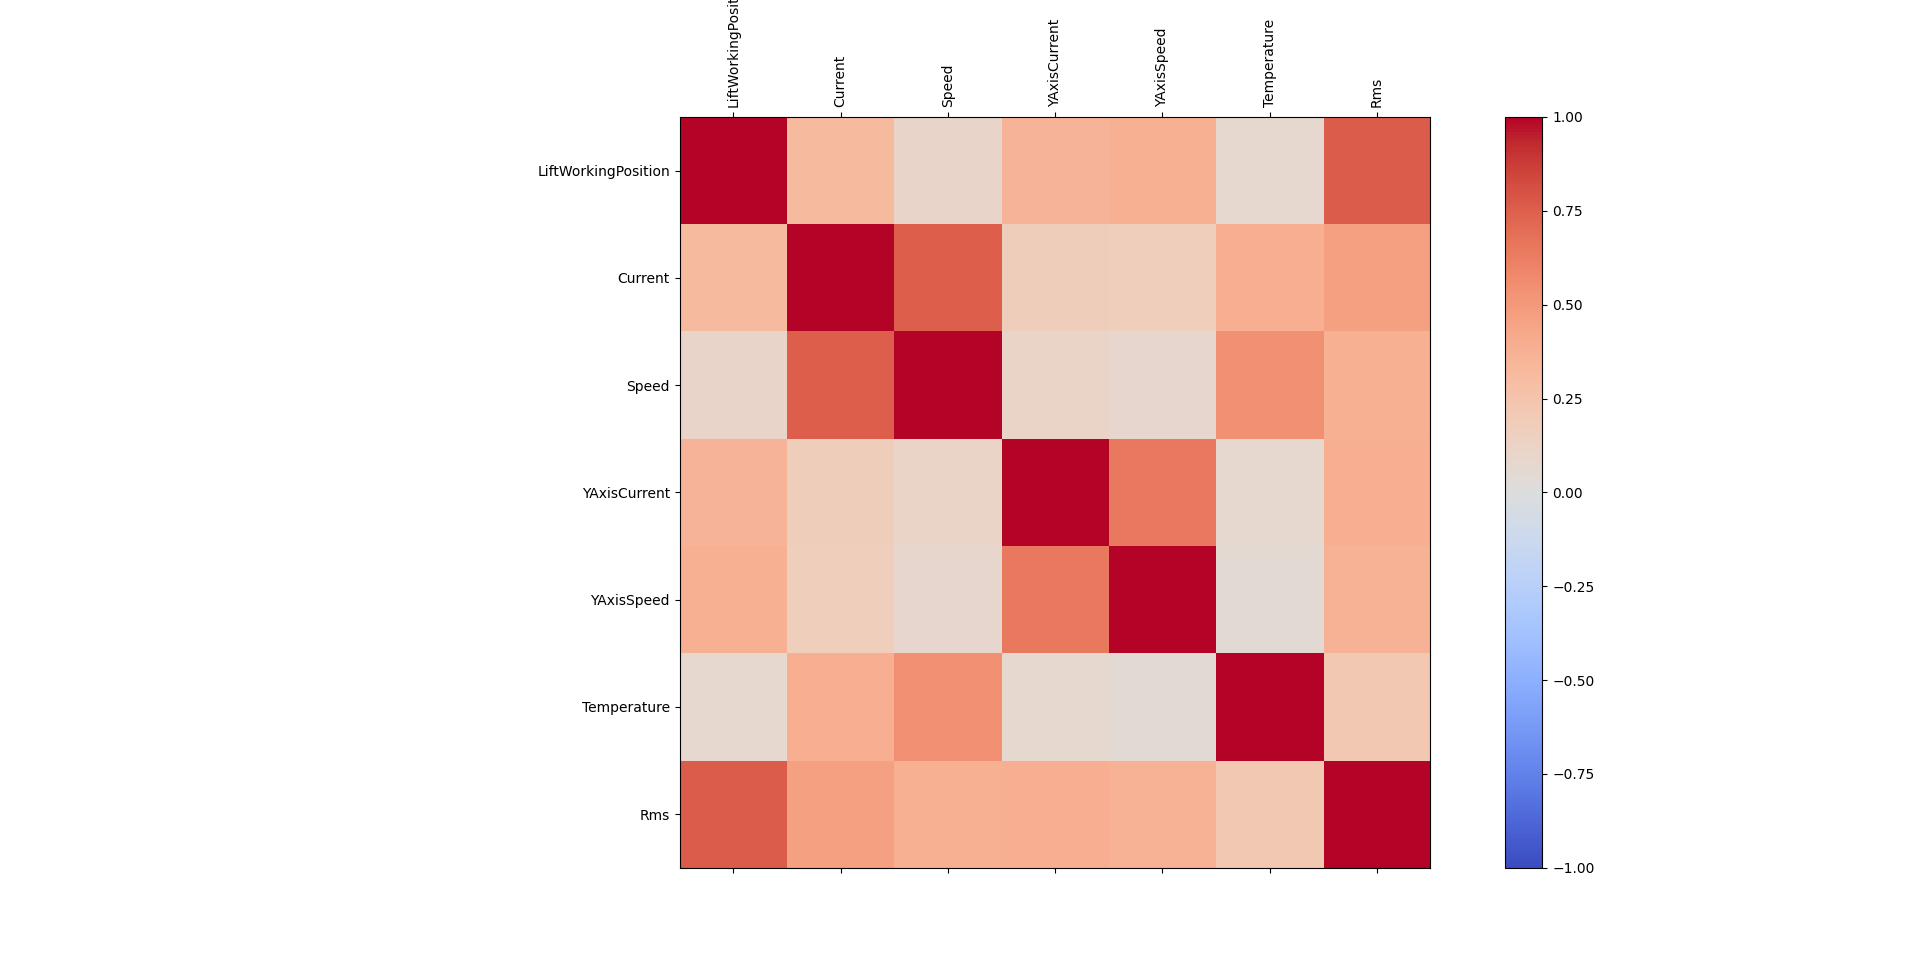 LiftWorkingPosit
Current
Speed
YAxisCurrent
YAxisSpeed
Temperature
Rms
LiftWorkingPosition
Current
Speed
YAxisCurrent
YAxisSpeed
Temperature
Rms
1.00
0.75
0.50
0.25
0.00
−0.25
−0.50
−0.75
−1.00